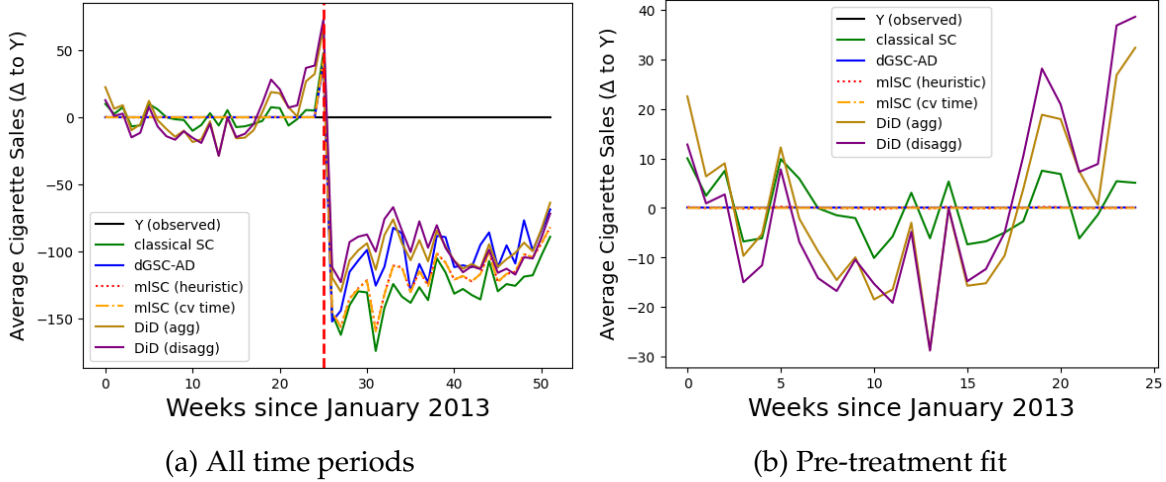 Average Cigarette Sales (Δ to Y)
50
0
−50
−100
−150
Y (observed)
classical SC
dGSC-AD
mlSC (heuristic)
mlSC (cv time)
DiD (agg)
DiD (disagg)
0
10
20
30
40
50
Weeks since January 2013
(a) All time periods
Average Cigarette Sales (Δ to Y)
40
30
20
10
0
−10
−20
−30
Y (observed)
classical SC
dGSC-AD
mlSC (heuristic)
mlSC (cv time)
DiD (agg)
DiD (disagg)
0
5
10
15
20
25
Weeks since January 2013
(b) Pre-treatment fit